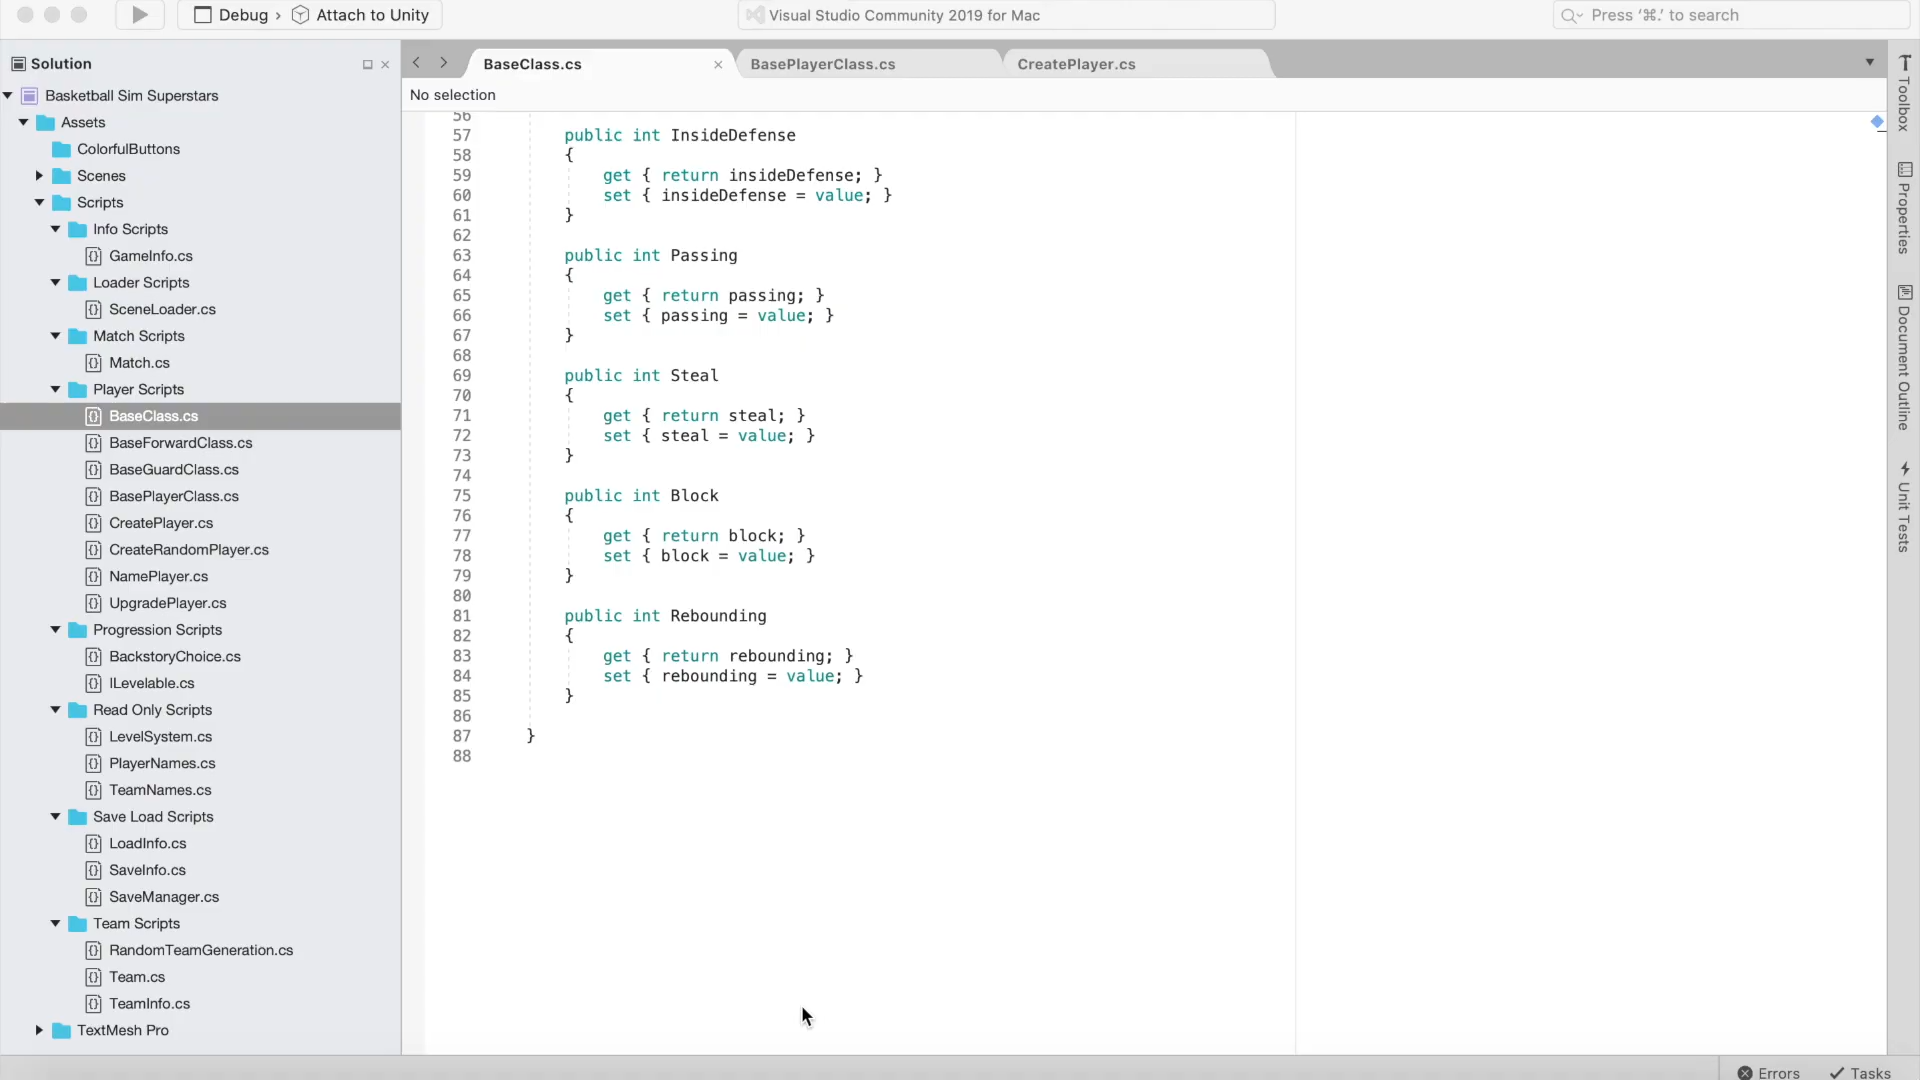 Debug › Attach to Unity
Visual Studio Community 2019 for Mac
Press '⌘.' to search
Solution
Basketball Sim Superstars
Assets
ColorfulButtons
Scenes
Scripts
Info Scripts
GameInfo.cs
Loader Scripts
SceneLoader.cs
Match Scripts
Match.cs
Player Scripts
BaseClass.cs
BaseForwardClass.cs
BaseGuardClass.cs
BasePlayerClass.cs
CreatePlayer.cs
CreateRandomPlayer.cs
NamePlayer.cs
UpgradePlayer.cs
Progression Scripts
BackstoryChoice.cs
ILevelable.cs
Read Only Scripts
LevelSystem.cs
PlayerNames.cs
TeamNames.cs
Save Load Scripts
LoadInfo.cs
SaveInfo.cs
SaveManager.cs
Team Scripts
RandomTeamGeneration.cs
Team.cs
TeamInfo.cs
TextMesh Pro
BaseClass.cs
BasePlayerClass.cs
CreatePlayer.cs
No selection
56
57 public int InsideDefense
58 {
59 get { return insideDefense; }
60 set { insideDefense = value; }
61 }
62
63 public int Passing
64 {
65 get { return passing; }
66 set { passing = value; }
67 }
68
69 public int Steal
70 {
71 get { return steal; }
72 set { steal = value; }
73 }
74
75 public int Block
76 {
77 get { return block; }
78 set { block = value; }
79 }
80
81 public int Rebounding
82 {
83 get { return rebounding; }
84 set { rebounding = value; }
85 }
86
87 }
88
Toolbox
Properties
Document Outline
Unit Tests
Errors
Tasks